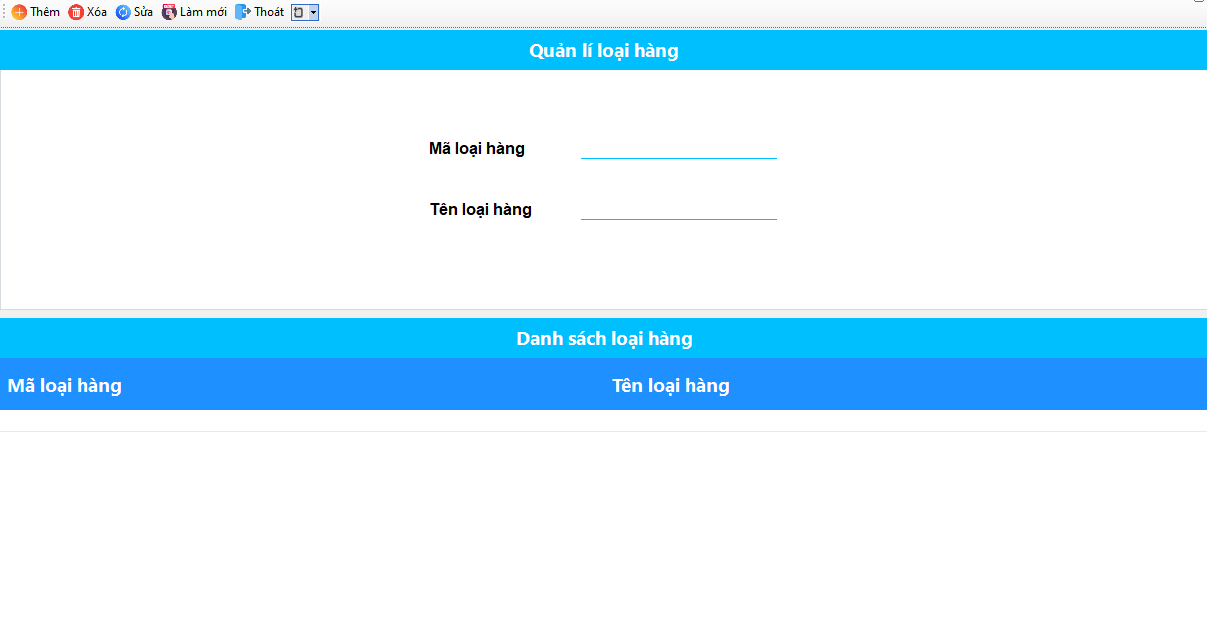 Thêm Xóa Sửa Làm mới Thoát
Quản lí loại hàng
Mã loại hàng
Tên loại hàng
Danh sách loại hàng
Mã loại hàng Tên loại hàng